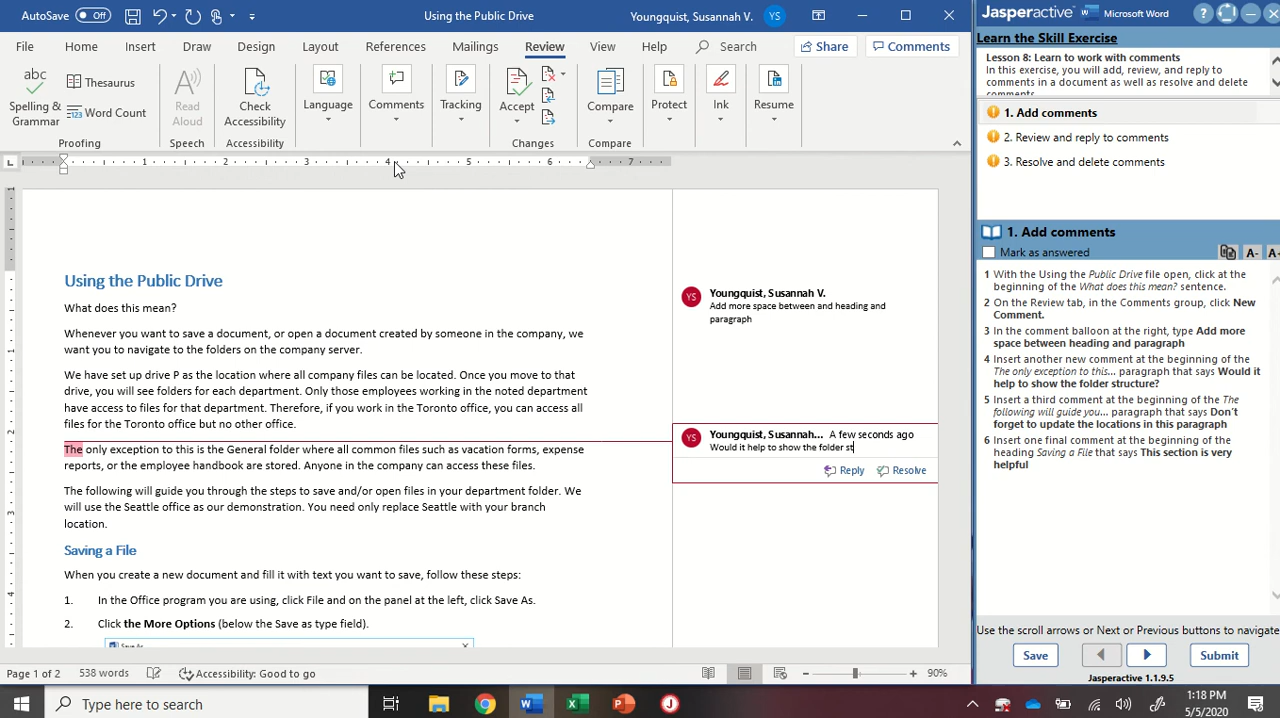 AutoSave Off
Using the Public Drive
Youngquist, Susannah V. YS
File Home Insert Draw Design Layout References Mailings Review View Help Search Share Comments
abc
Spelling & Grammar
Thesaurus
Word Count
Proofing
Read Aloud
Speech
Check Accessibility
Accessibility
Language
Comments
Tracking
Accept
Changes
Compare
Compare
Protect
Ink
Resume
1 2 3 4 5 6 7
Using the Public Drive
What does this mean?
Whenever you want to save a document, or open a document created by someone in the company, we
want you to navigate to the folders on the company server.
We have set up drive P as the location where all company files can be located. Once you move to that
drive, you will see folders for each department. Only those employees working in the noted department
have access to files for that department. Therefore, if you work in the Toronto office, you can access all
files for the Toronto office but no other office.
The only exception to this is the General folder where all common files such as vacation forms, expense
reports, or the employee handbook are stored. Anyone in the company can access these files.
The following will guide you through the steps to save and/or open files in your department folder. We
will use the Seattle office as our demonstration. You need only replace Seattle with your branch
location.
Saving a File
When you create a new document and fill it with text you want to save, follow these steps:
1. In the Office program you are using, click File and on the panel at the left, click Save As.
2. Click the More Options (below the Save as type field).
Save As
YS Youngquist, Susannah V.
Add more space between and heading and
paragraph
YS Youngquist, Susannah... A few seconds ago
Would it help to show the folder st
Reply Resolve
Page 1 of 2 538 words Accessibility: Good to go 90%
Jasperactive Microsoft Word
Learn the Skill Exercise
Lesson 8: Learn to work with comments
In this exercise, you will add, review, and reply to
comments in a document as well as resolve and delete
comments
1. Add comments
2. Review and reply to comments
3. Resolve and delete comments
1. Add comments
Mark as answered A- A+
1 With the Using the Public Drive file open, click at the
beginning of the What does this mean? sentence.
2 On the Review tab, in the Comments group, click New
Comment.
3 In the comment balloon at the right, type Add more
space between heading and paragraph
4 Insert another new comment at the beginning of the
The only exception to this... paragraph that says Would it
help to show the folder structure?
5 Insert a third comment at the beginning of the The
following will guide you... paragraph that says Don't
forget to update the locations in this paragraph
6 Insert one final comment at the beginning of the
heading Saving a File that says This section is very
helpful
Use the scroll arrows or Next or Previous buttons to navigate
Save Submit
Jasperactive 1.1.9.5
Type here to search
1:18 PM
5/5/2020